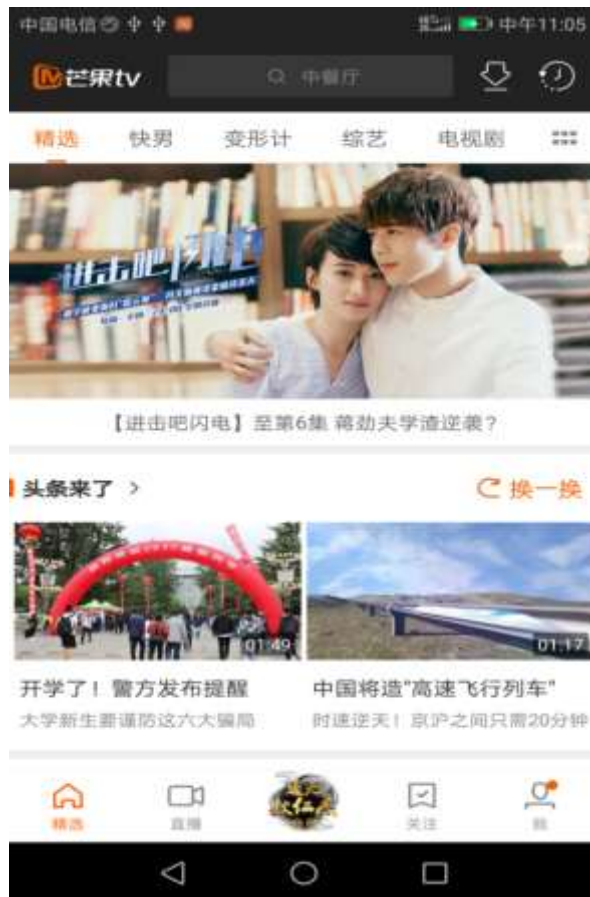 中国电信
中午11:05
芒果tv
中餐厅
精选 快男 变形计 综艺 电视剧
进击吧闪电
【进击吧闪电】至第6集 蒋劲夫学渣逆袭?
头条来了 >
换一换
01:49
01:17
开学了! 警方发布提醒
中国将造"高速飞行列车"
大学新生要谨防这六大骗局
时速逆天! 京沪之间只需20分钟
精选
直播
关注
我